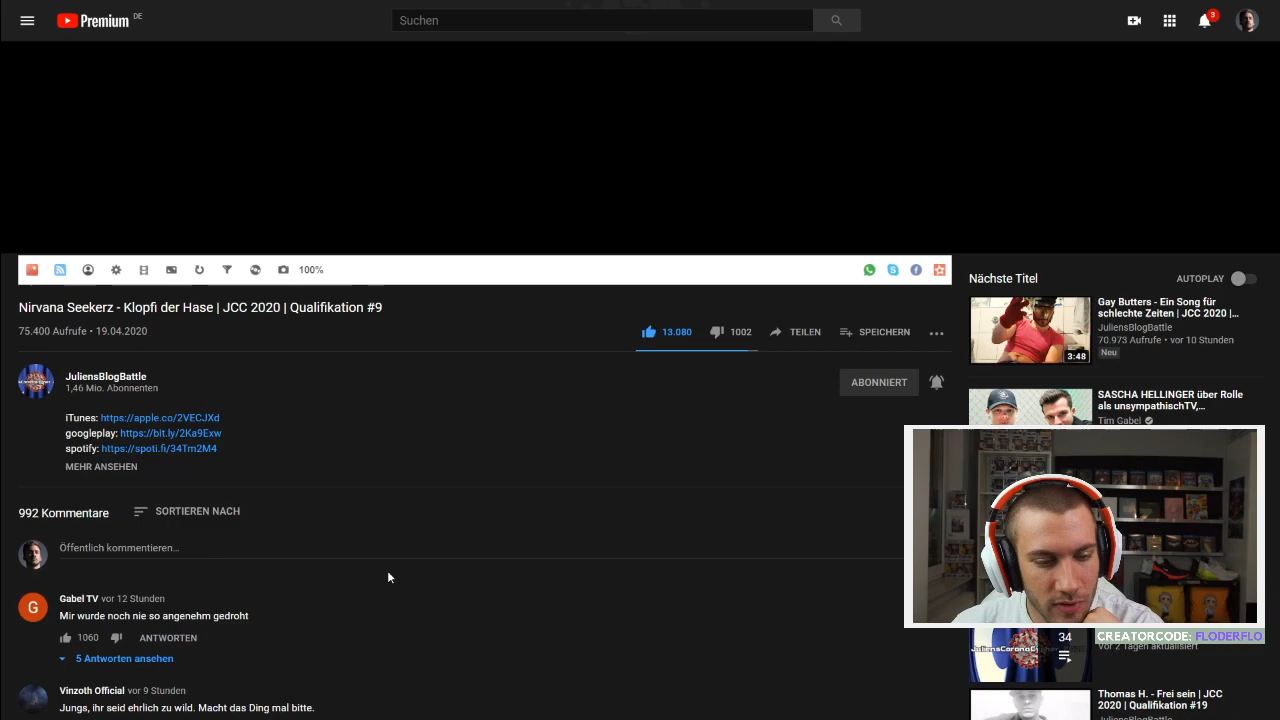 Premium DE
Suchen
3
100%
Nirvana Seekerz - Klopfi der Hase | JCC 2020 | Qualifikation #9
75.400 Aufrufe • 19.04.2020
13.080
1002
TEILEN
SPEICHERN
JuliensBlogBattle
1,46 Mio. Abonnenten
ABONNIERT
iTunes: https://apple.co/2VECJXd
googleplay: https://bit.ly/2Ka9Exw
spotify: https://spoti.fi/34Tm2M4
MEHR ANSEHEN
992 Kommentare
SORTIEREN NACH
Öffentlich kommentieren...
G
Gabel TV vor 12 Stunden
Mir wurde noch nie so angenehm gedroht
1060
ANTWORTEN
5 Antworten ansehen
Vinzoth Official vor 9 Stunden
Jungs, ihr seid ehrlich zu wild. Macht das Ding mal bitte.
Nächste Titel
AUTOPLAY
3:48
Gay Butters - Ein Song für
schlechte Zeiten | JCC 2020 |...
JuliensBlogBattle
70.973 Aufrufe • vor 10 Stunden
Neu
SASCHA HELLINGER über Rolle
als unsympathischTV,...
Tim Gabel
34
CREATORCODE: FLODERFLO
vor 2 Tagen aktualisiert
Thomas H. - Frei sein | JCC
2020 | Qualifikation #19
JuliensBlogBattle